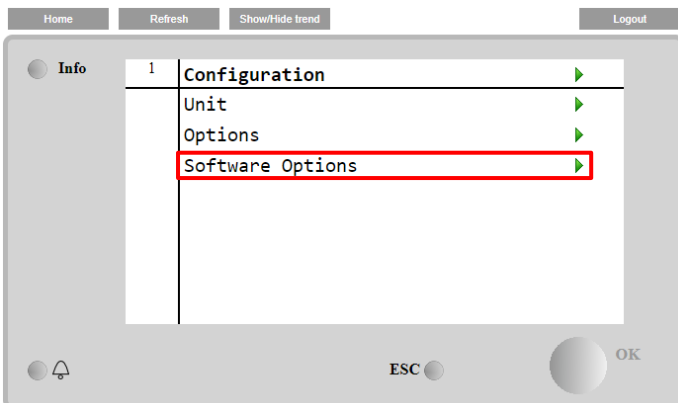 Home Refresh Show/Hide trend Logout
Info 1 Configuration
Unit
Options
Software Options
ESC OK